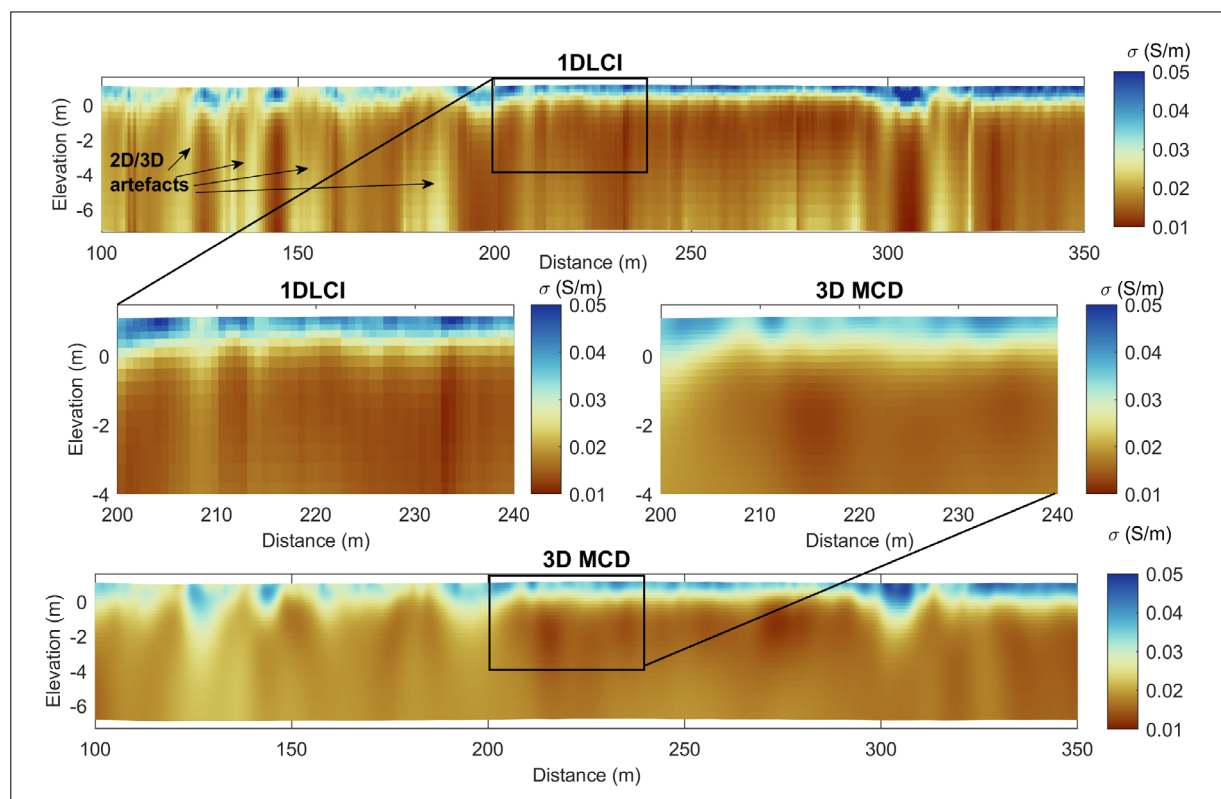 1DLCI
σ (S/m)
0.05
0.04
0.03
0.02
0.01
Elevation (m)
0
-2
-4
-6
2D/3D
artefacts
100 150 200 250 300 350
Distance (m)
1DLCI
σ (S/m)
0.05
0.04
0.03
0.02
0.01
Elevation (m)
0
-2
-4
200 210 220 230 240
Distance (m)
3D MCD
σ (S/m)
0.05
0.04
0.03
0.02
0.01
0
-2
-4
200 210 220 230 240
Distance (m)
3D MCD
σ (S/m)
0.05
0.04
0.03
0.02
0.01
Elevation (m)
0
-2
-4
-6
100 150 200 250 300 350
Distance (m)